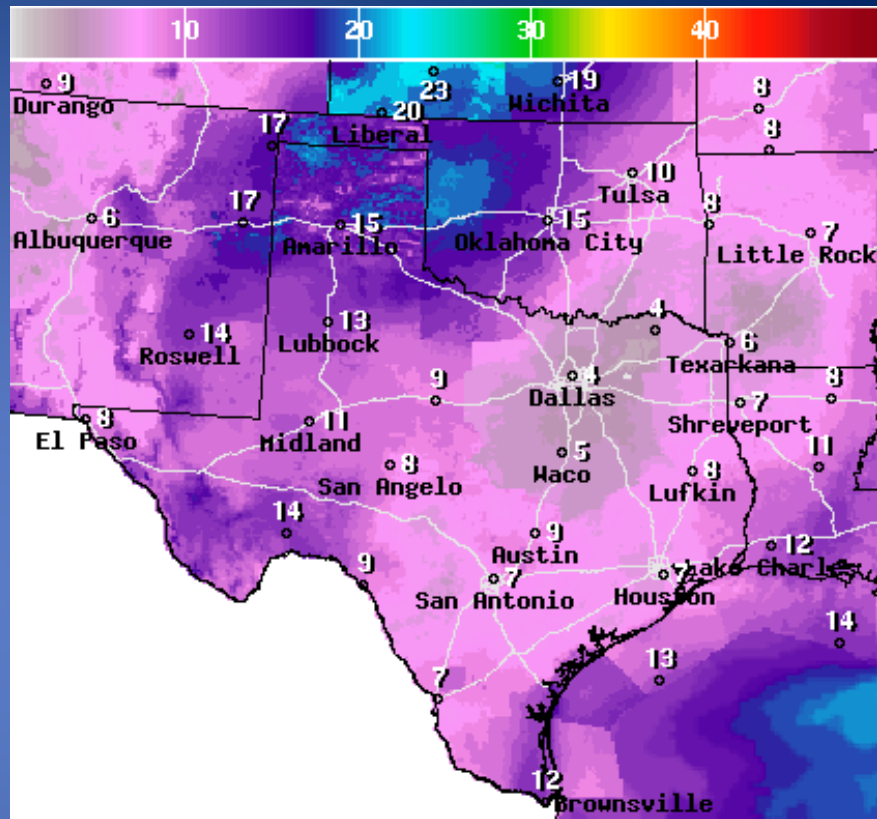 10 20 30 40
9
Durango
23
19
Wichita
8
20
Liberal
17
8
10
Tulsa
6
Albuquerque
17
15
Amarillo
15
Oklahoma City
8
7
Little Rock
14
Roswell
13
Lubbock
4
6
Texarkana
4
Dallas
9
8
El Paso
11
Midland
7
Shreveport
8
8
San Angelo
5
Waco
8
Lufkin
11
14
9
Austin
12
Lake Charles
9
7
San Antonio
7
Houston
14
7
13
12
Brownsville